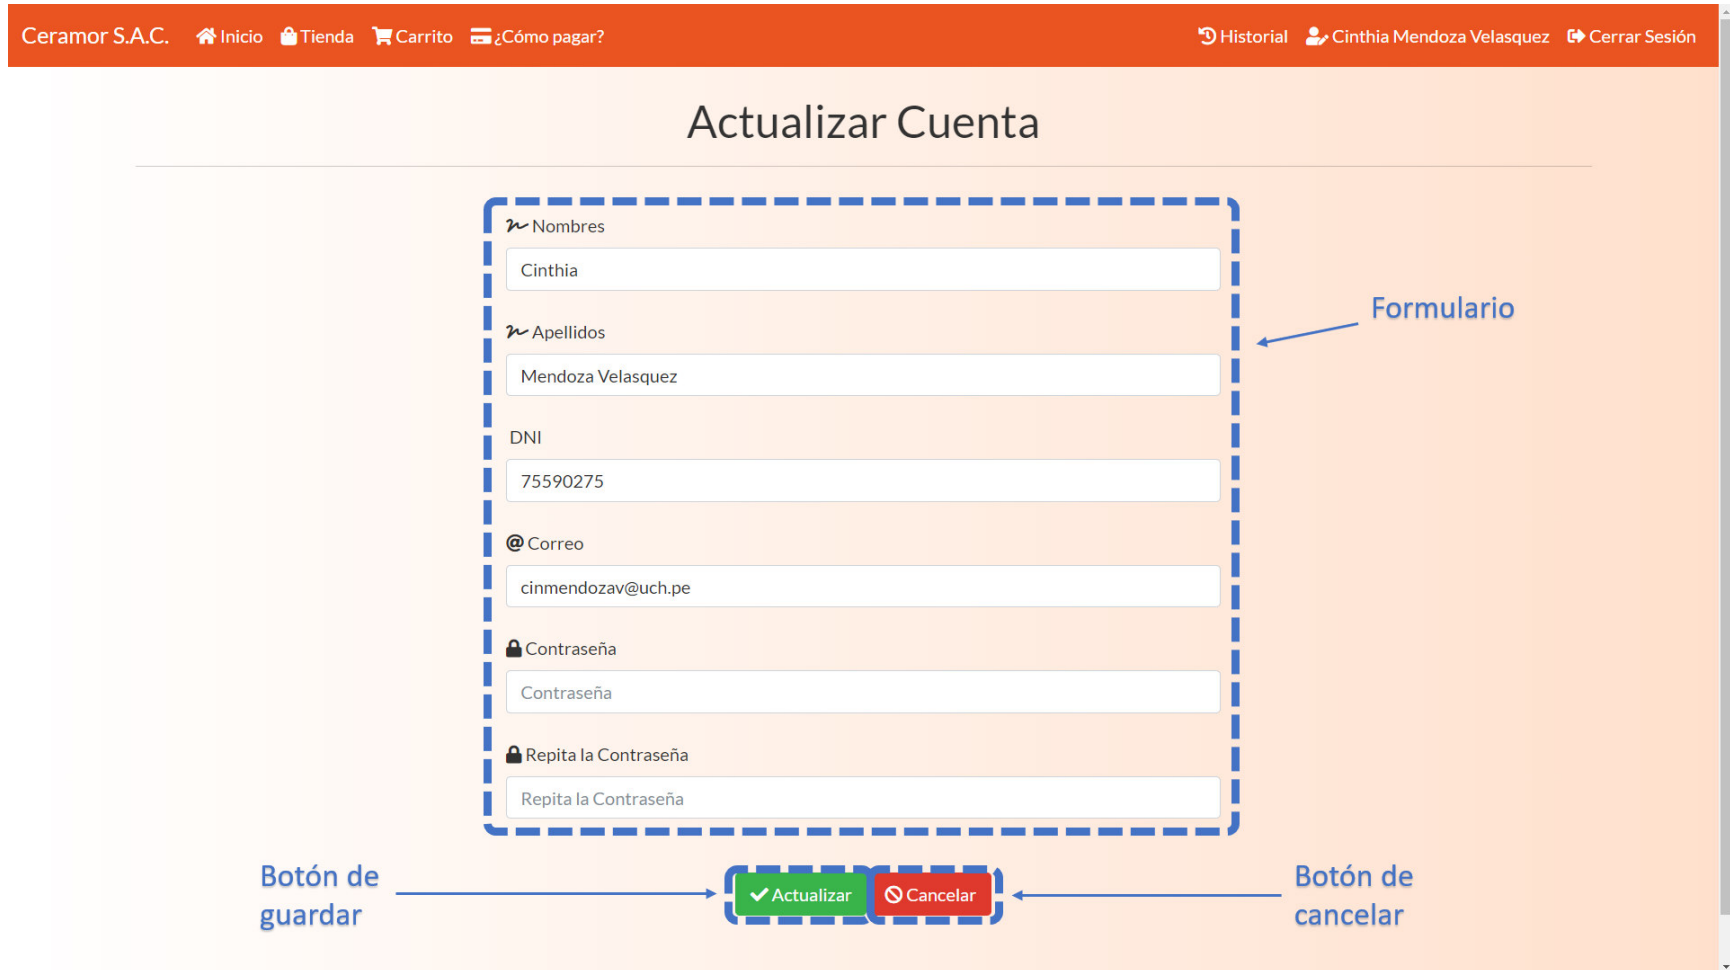 Ceramor S.A.C. Inicio Tienda Carrito ¿Cómo pagar? Historial Cinthia Mendoza Velasquez Cerrar Sesión
Actualizar Cuenta
Nombres
Cinthia
Formulario
Apellidos
Mendoza Velasquez
DNI
75590275
@ Correo
cinmendozav@uch.pe
Contraseña
Contraseña
Repita la Contraseña
Repita la Contraseña
Botón de
guardar
Actualizar Cancelar
Botón de
cancelar